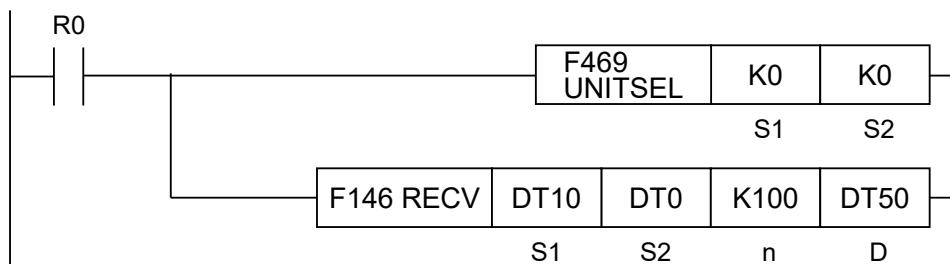 R0
F469
UNITSEL K0 K0
S1 S2
F146 RECV DT10 DT0 K100 DT50
S1 S2 n D